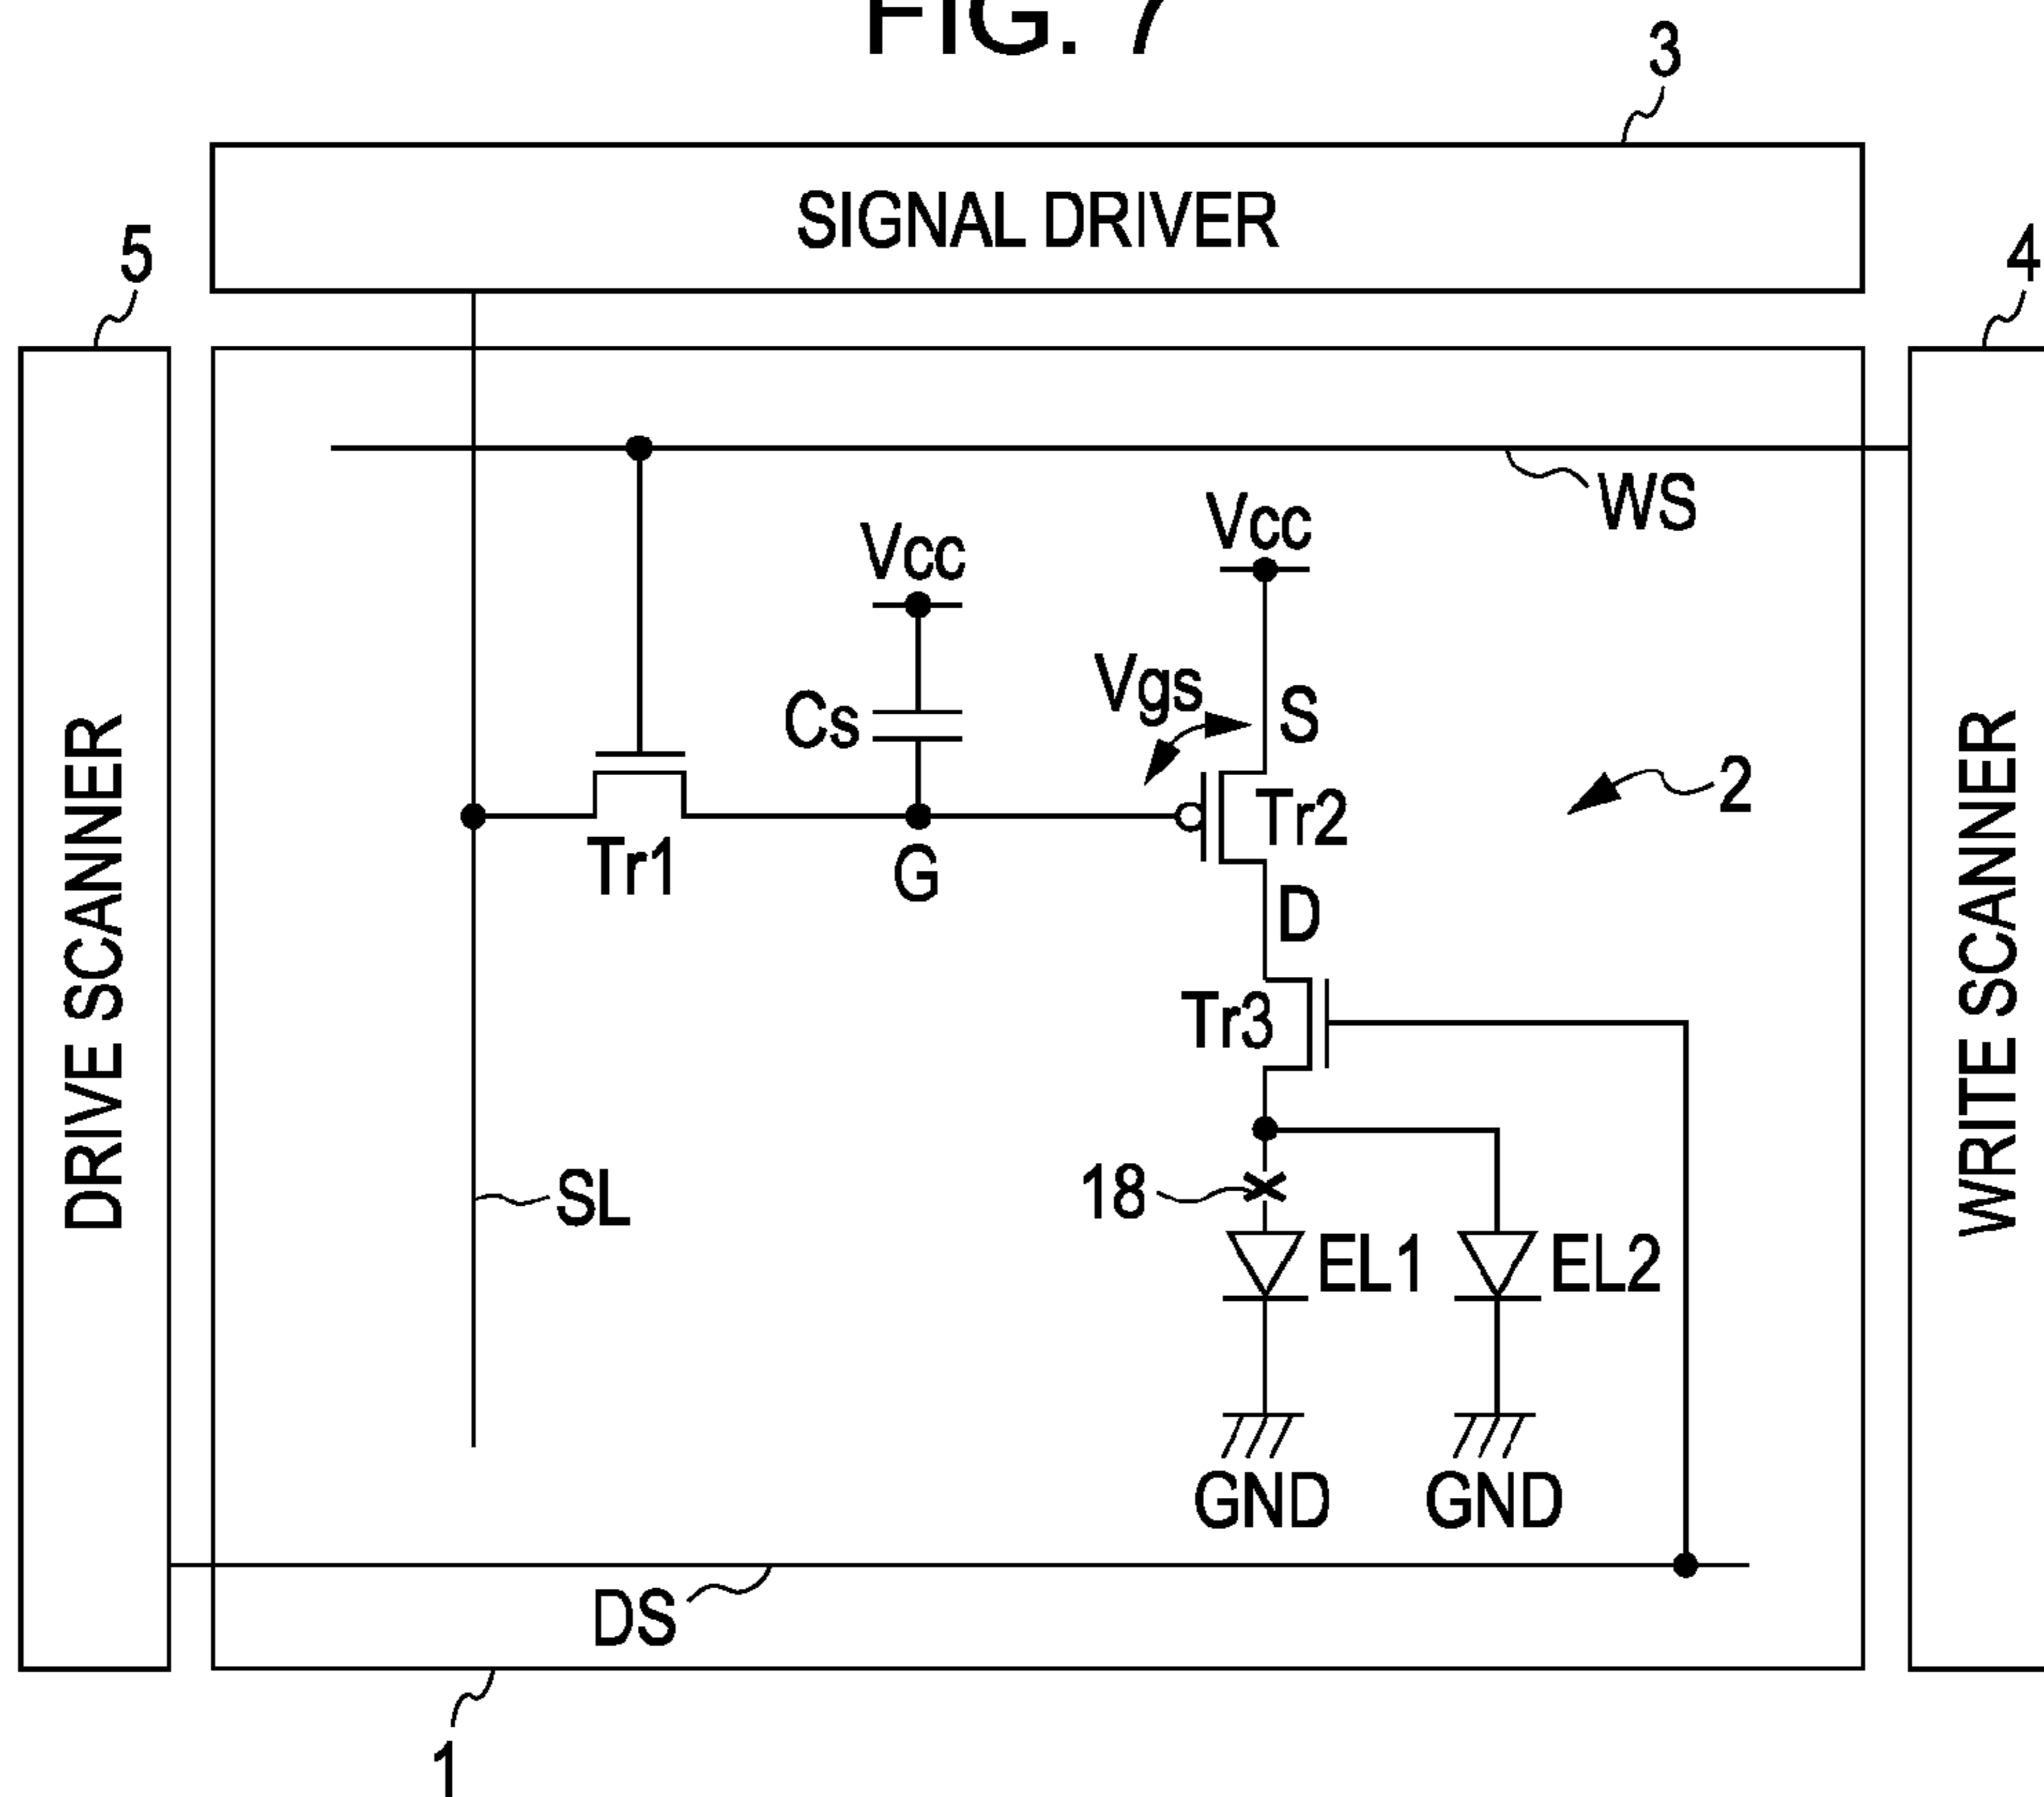 FIG. 7
3
SIGNAL DRIVER
5
4
WS
Vcc
Vcc
Vgs
S
Cs
2
Tr2
Tr1
G
D
DRIVE SCANNER
WRITE SCANNER
Tr3
18
SL
EL1
EL2
GND
GND
DS
1